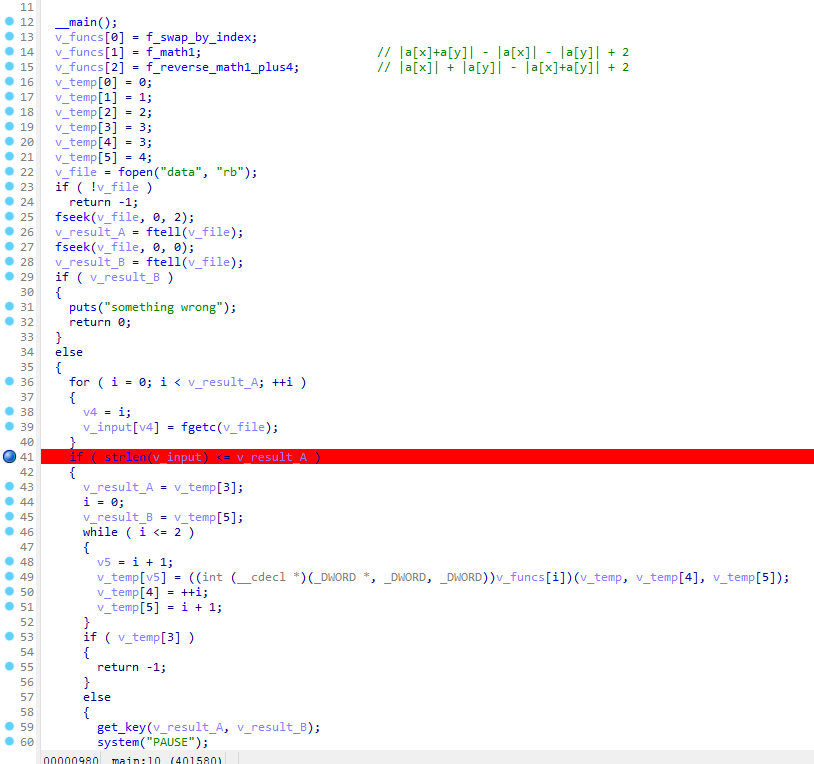 11
12 __main();
13 v_funcs[0] = f_swap_by_index;
14 v_funcs[1] = f_math1; // |a[x]+a[y]| - |a[x]| - |a[y]| + 2
15 v_funcs[2] = f_reverse_math1_plus4; // |a[x]| + |a[y]| - |a[x]+a[y]| + 2
16 v_temp[0] = 0;
17 v_temp[1] = 1;
18 v_temp[2] = 2;
19 v_temp[3] = 3;
20 v_temp[4] = 3;
21 v_temp[5] = 4;
22 v_file = fopen("data", "rb");
23 if ( !v_file )
24 return -1;
25 fseek(v_file, 0, 2);
26 v_result_A = ftell(v_file);
27 fseek(v_file, 0, 0);
28 v_result_B = ftell(v_file);
29 if ( v_result_B )
30 {
31 puts("something wrong");
32 return 0;
33 }
34 else
35 {
36 for ( i = 0; i < v_result_A; ++i )
37 {
38 v4 = i;
39 v_input[v4] = fgetc(v_file);
40 }
41 if ( strlen(v_input) <= v_result_A )
42 {
43 v_result_A = v_temp[3];
44 i = 0;
45 v_result_B = v_temp[5];
46 while ( i <= 2 )
47 {
48 v5 = i + 1;
49 v_temp[v5] = ((int (__cdecl *)(_DWORD *, _DWORD, _DWORD))v_funcs[i])(v_temp, v_temp[4], v_temp[5]);
50 v_temp[4] = ++i;
51 v_temp[5] = i + 1;
52 }
53 if ( v_temp[3] )
54 {
55 return -1;
56 }
57 else
58 {
59 get_key(v_result_A, v_result_B);
60 system("PAUSE");
00000980 main:10 (401580)